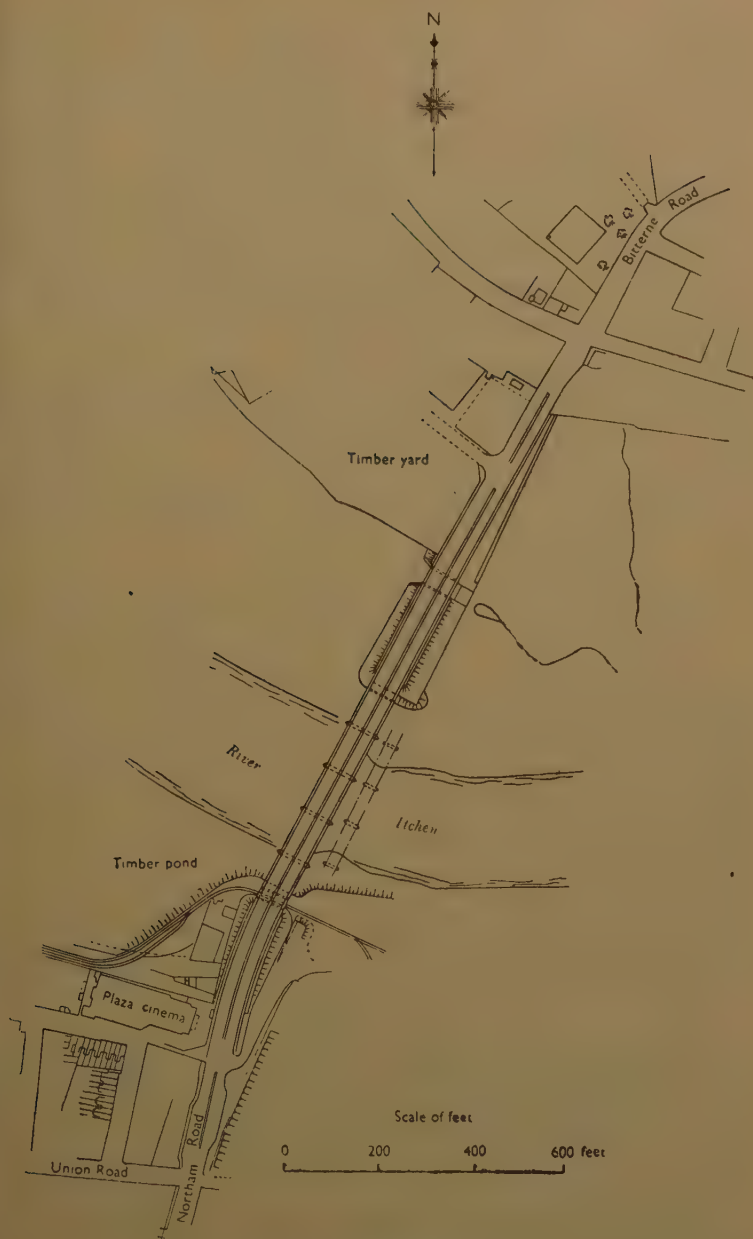 N
Bitterne Road
Timber yard
River
Itchen
Timber pond
Plaza cinema
Scale of feet
0 200 400 600 feet
Union Road
Northam Road